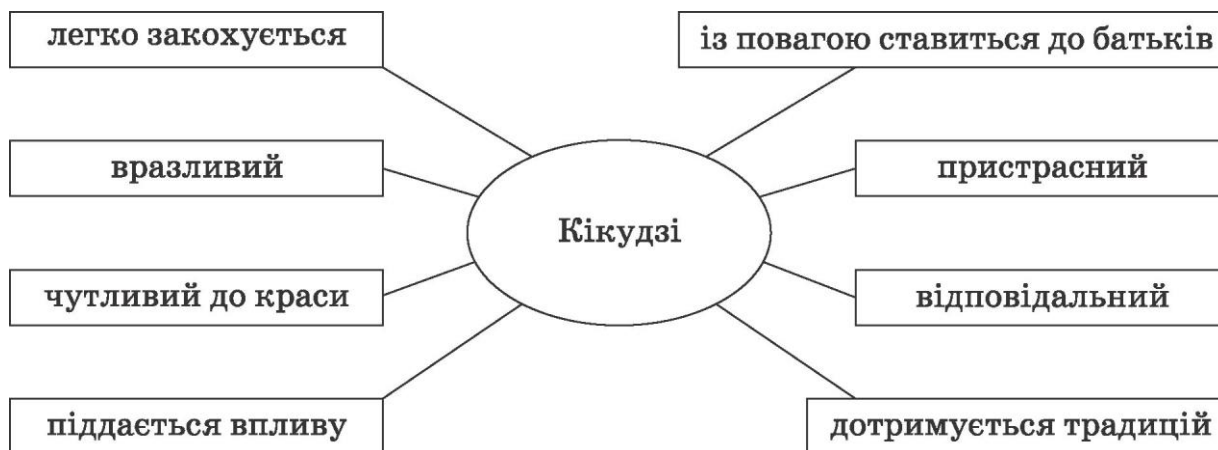 легко закохується
із повагою ставиться до батьків
вразливий
пристрасний
Кікудзі
чутливий до краси
відповідальний
піддається впливу
дотримується традицій